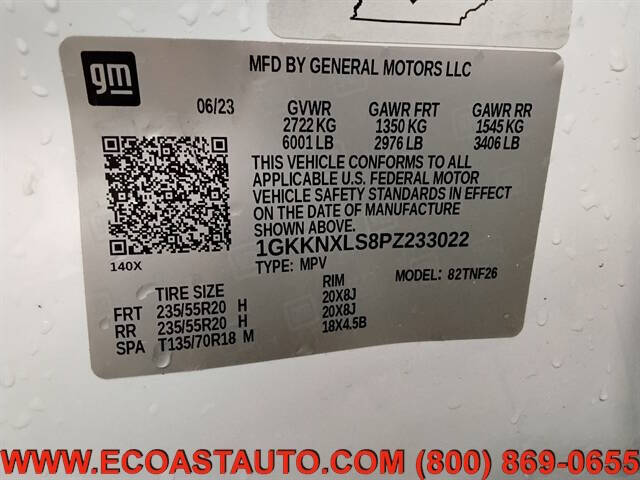 gm
MFD BY GENERAL MOTORS LLC
06/23 GVWR GAWR FRT GAWR RR
2722 KG 1350 KG 1545 KG
6001 LB 2976 LB 3406 LB
THIS VEHICLE CONFORMS TO ALL
APPLICABLE U.S. FEDERAL MOTOR
VEHICLE SAFETY STANDARDS IN EFFECT
ON THE DATE OF MANUFACTURE
SHOWN ABOVE.
1GKKNXLS8PZ233022
140X
TYPE: MPV MODEL: 82TNF26
TIRE SIZE RIM
FRT 235/55R20 H 20X8J
RR 235/55R20 H 20X8J
SPA T135/70R18 M 18X4.5B
WWW.ECOASTAUTO.COM (800) 869-0655